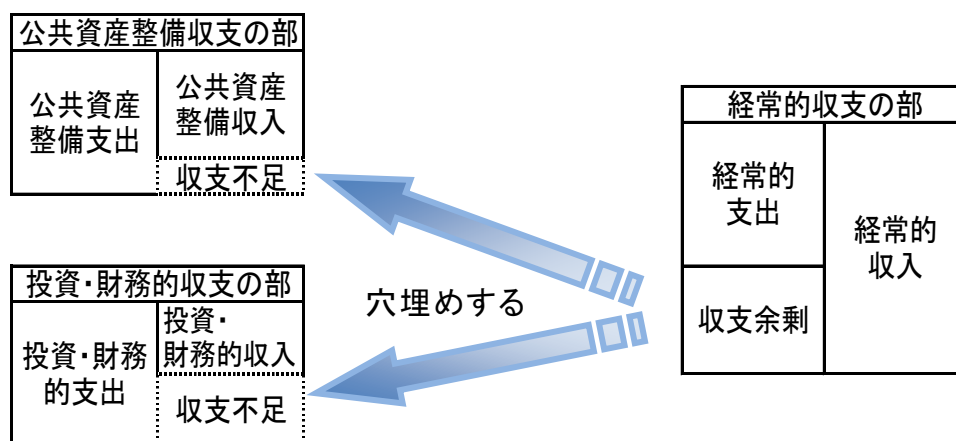 公共資産整備収支の部
公共資産
整備支出
公共資産
整備収入
収支不足
投資・財務的収支の部
投資・財務
的支出
投資・
財務的収入
収支不足
穴埋めする
経常的収支の部
経常的
支出
収支余剰
経常的
収入